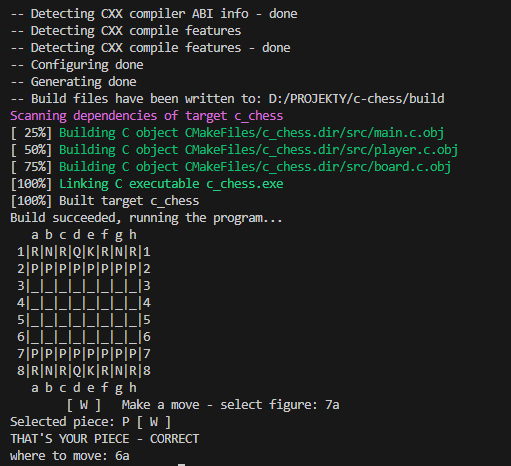 -- Detecting CXX compiler ABI info - done
-- Detecting CXX compile features
-- Detecting CXX compile features - done
-- Configuring done
-- Generating done
-- Build files have been written to: D:/PROJEKTY/c-chess/build
Scanning dependencies of target c_chess
[ 25%] Building C object CMakeFiles/c_chess.dir/src/main.c.obj
[ 50%] Building C object CMakeFiles/c_chess.dir/src/player.c.obj
[ 75%] Building C object CMakeFiles/c_chess.dir/src/board.c.obj
[100%] Linking C executable c_chess.exe
[100%] Built target c_chess
Build succeeded, running the program...
   a b c d e f g h
 1|R|N|R|Q|K|R|N|R|1
 2|P|P|P|P|P|P|P|P|2
 3|_|_|_|_|_|_|_|_|3
 4|_|_|_|_|_|_|_|_|4
 5|_|_|_|_|_|_|_|_|5
 6|_|_|_|_|_|_|_|_|6
 7|P|P|P|P|P|P|P|P|7
 8|R|N|R|Q|K|R|N|R|8
   a b c d e f g h
        [ W ]   Make a move - select figure: 7a
Selected piece: P [ W ]
THAT'S YOUR PIECE - CORRECT
where to move: 6a